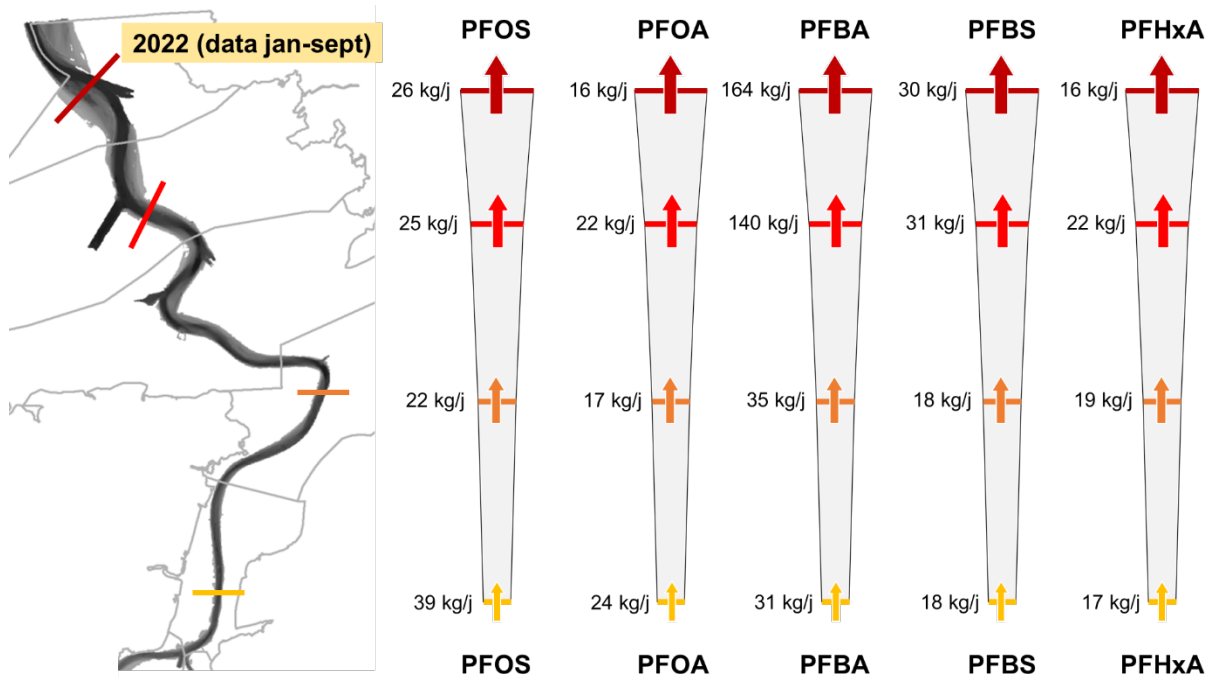 2022 (data jan-sept)
PFOS PFOA PFBA PFBS PFHxA
26 kg/j 16 kg/j 164 kg/j 30 kg/j 16 kg/j
25 kg/j 22 kg/j 140 kg/j 31 kg/j 22 kg/j
22 kg/j 17 kg/j 35 kg/j 18 kg/j 19 kg/j
39 kg/j 24 kg/j 31 kg/j 18 kg/j 17 kg/j
PFOS PFOA PFBA PFBS PFHxA